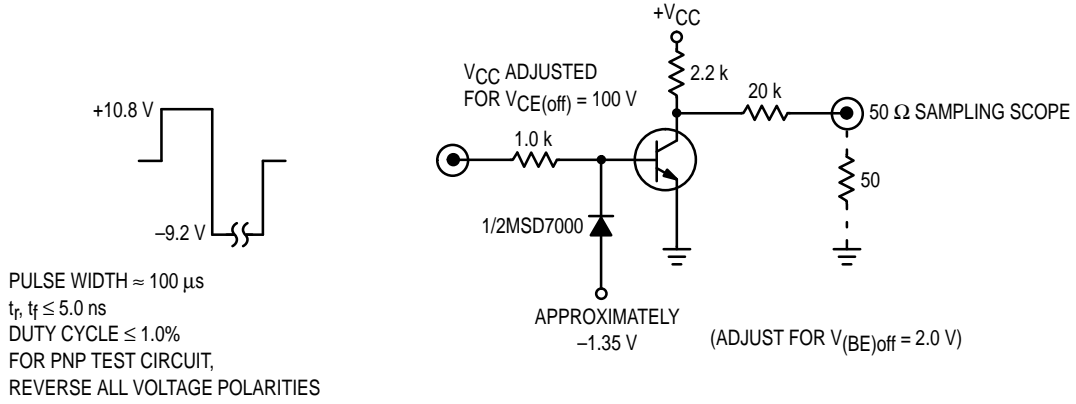 +10.8 V
–9.2 V
PULSE WIDTH ≈ 100 μs
tr, tf ≤ 5.0 ns
DUTY CYCLE ≤ 1.0%
FOR PNP TEST CIRCUIT,
REVERSE ALL VOLTAGE POLARITIES
+VCC
VCC ADJUSTED
FOR VCE(off) = 100 V
2.2 k
20 k
50 Ω SAMPLING SCOPE
1.0 k
50
1/2MSD7000
APPROXIMATELY
–1.35 V
(ADJUST FOR V(BE)off = 2.0 V)